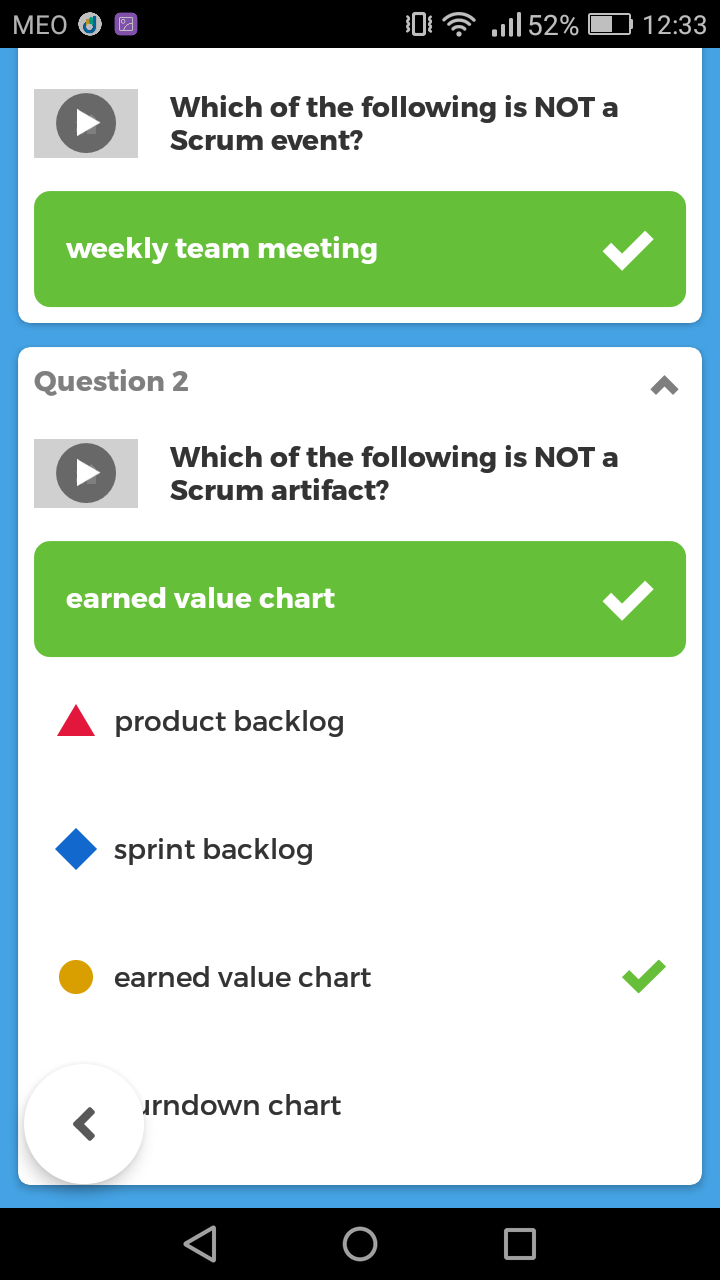 MEO 52% 12:33
Which of the following is NOT a
Scrum event?
weekly team meeting
Question 2
Which of the following is NOT a
Scrum artifact?
earned value chart
product backlog
sprint backlog
earned value chart
urndown chart